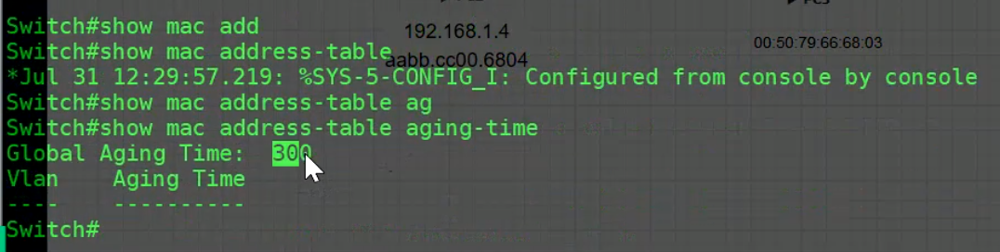 Switch#show mac add
192.168.1.4
00:50:79:66:68:03
Switch#show mac address-table
aabb.cc00.6804
*Jul 31 12:29:57.219: %SYS-5-CONFIG_I: Configured from console by console
Switch#show mac address-table ag
Switch#show mac address-table aging-time
Global Aging Time:  300
Vlan    Aging Time
----    ----------
Switch#